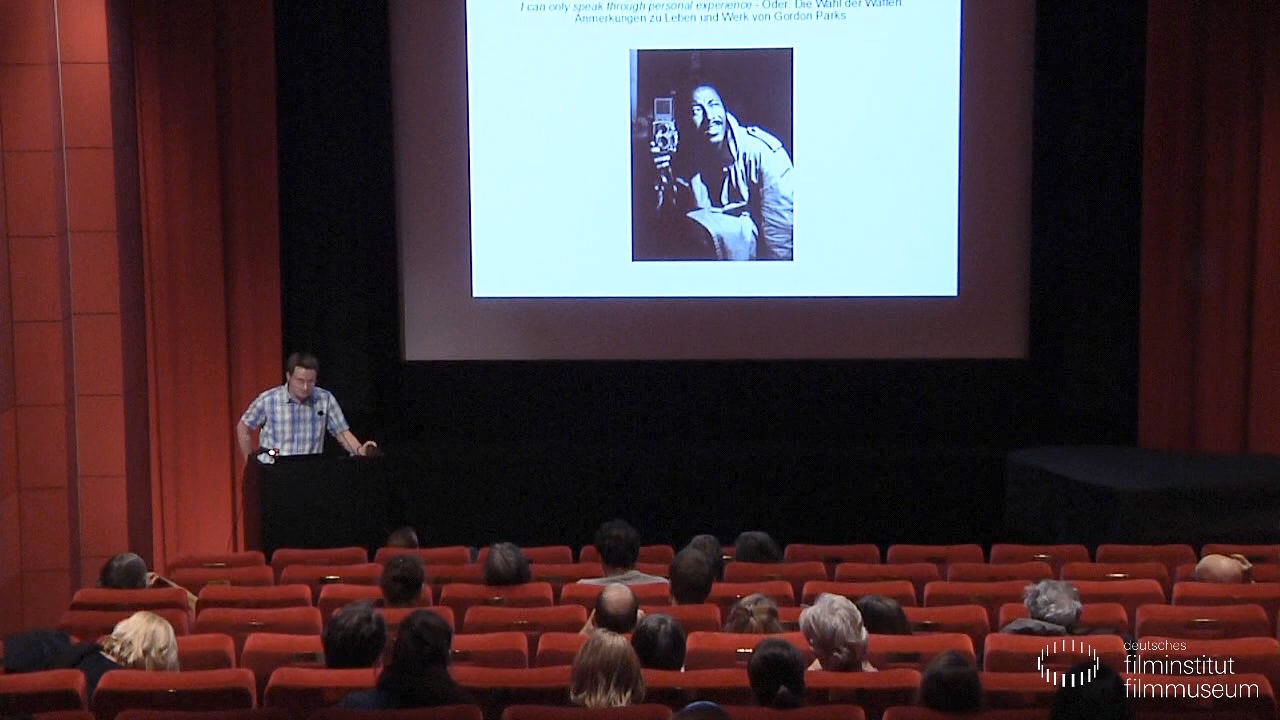 I can only speak through personal experience - Oder: Die Wahl der Waffen.
Anmerkungen zu Leben und Werk von Gordon Parks
deutsches
filminstitut
filmmuseum